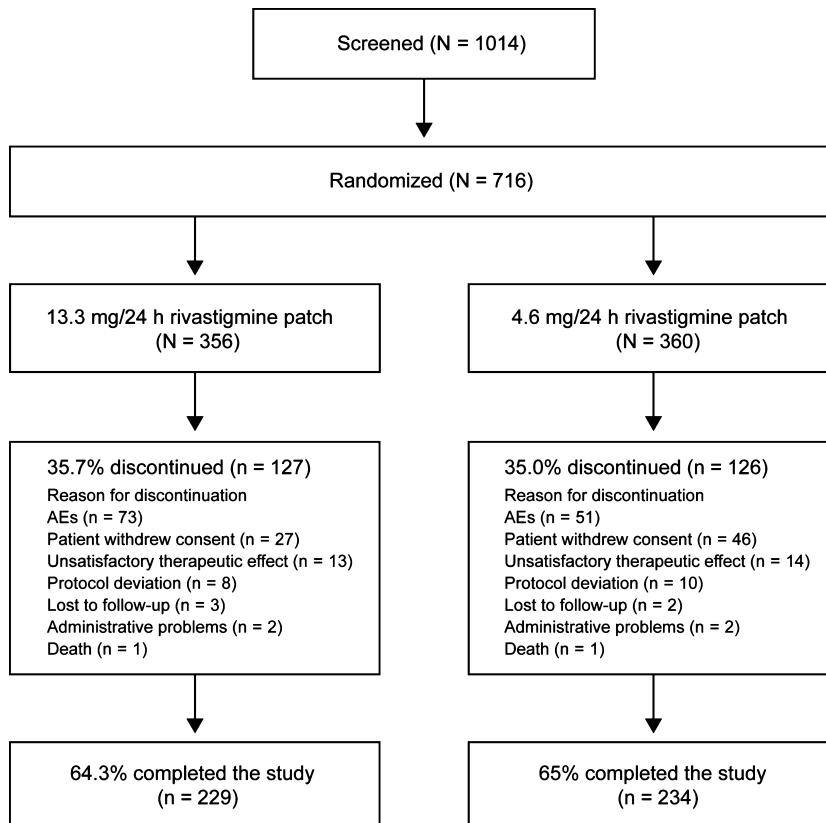 Screened (N = 1014)
Randomized (N = 716)
13.3 mg/24 h rivastigmine patch
(N = 356)
4.6 mg/24 h rivastigmine patch
(N = 360)
35.7% discontinued (n = 127)
Reason for discontinuation
AEs (n = 73)
Patient withdrew consent (n = 27)
Unsatisfactory therapeutic effect (n = 13)
Protocol deviation (n = 8)
Lost to follow-up (n = 3)
Administrative problems (n = 2)
Death (n = 1)
35.0% discontinued (n = 126)
Reason for discontinuation
AEs (n = 51)
Patient withdrew consent (n = 46)
Unsatisfactory therapeutic effect (n = 14)
Protocol deviation (n = 10)
Lost to follow-up (n = 2)
Administrative problems (n = 2)
Death (n = 1)
64.3% completed the study
(n = 229)
65% completed the study
(n = 234)